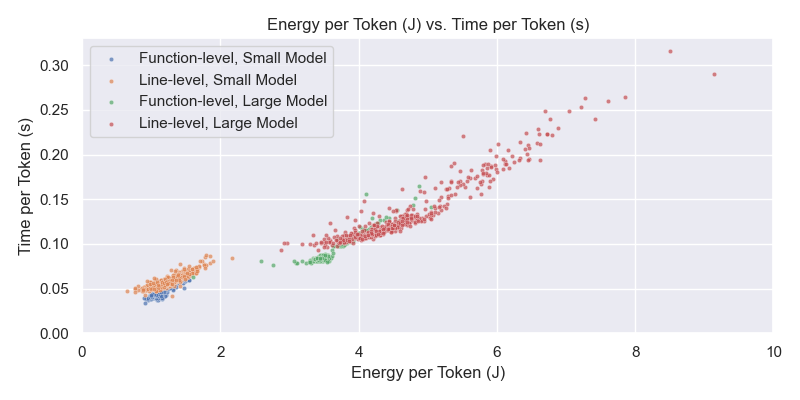 Energy per Token (J) vs. Time per Token (s)
Function-level, Small Model
Line-level, Small Model
Function-level, Large Model
Line-level, Large Model
Time per Token (s)
0.30
0.25
0.20
0.15
0.10
0.05
0.00
0 2 4 6 8 10
Energy per Token (J)